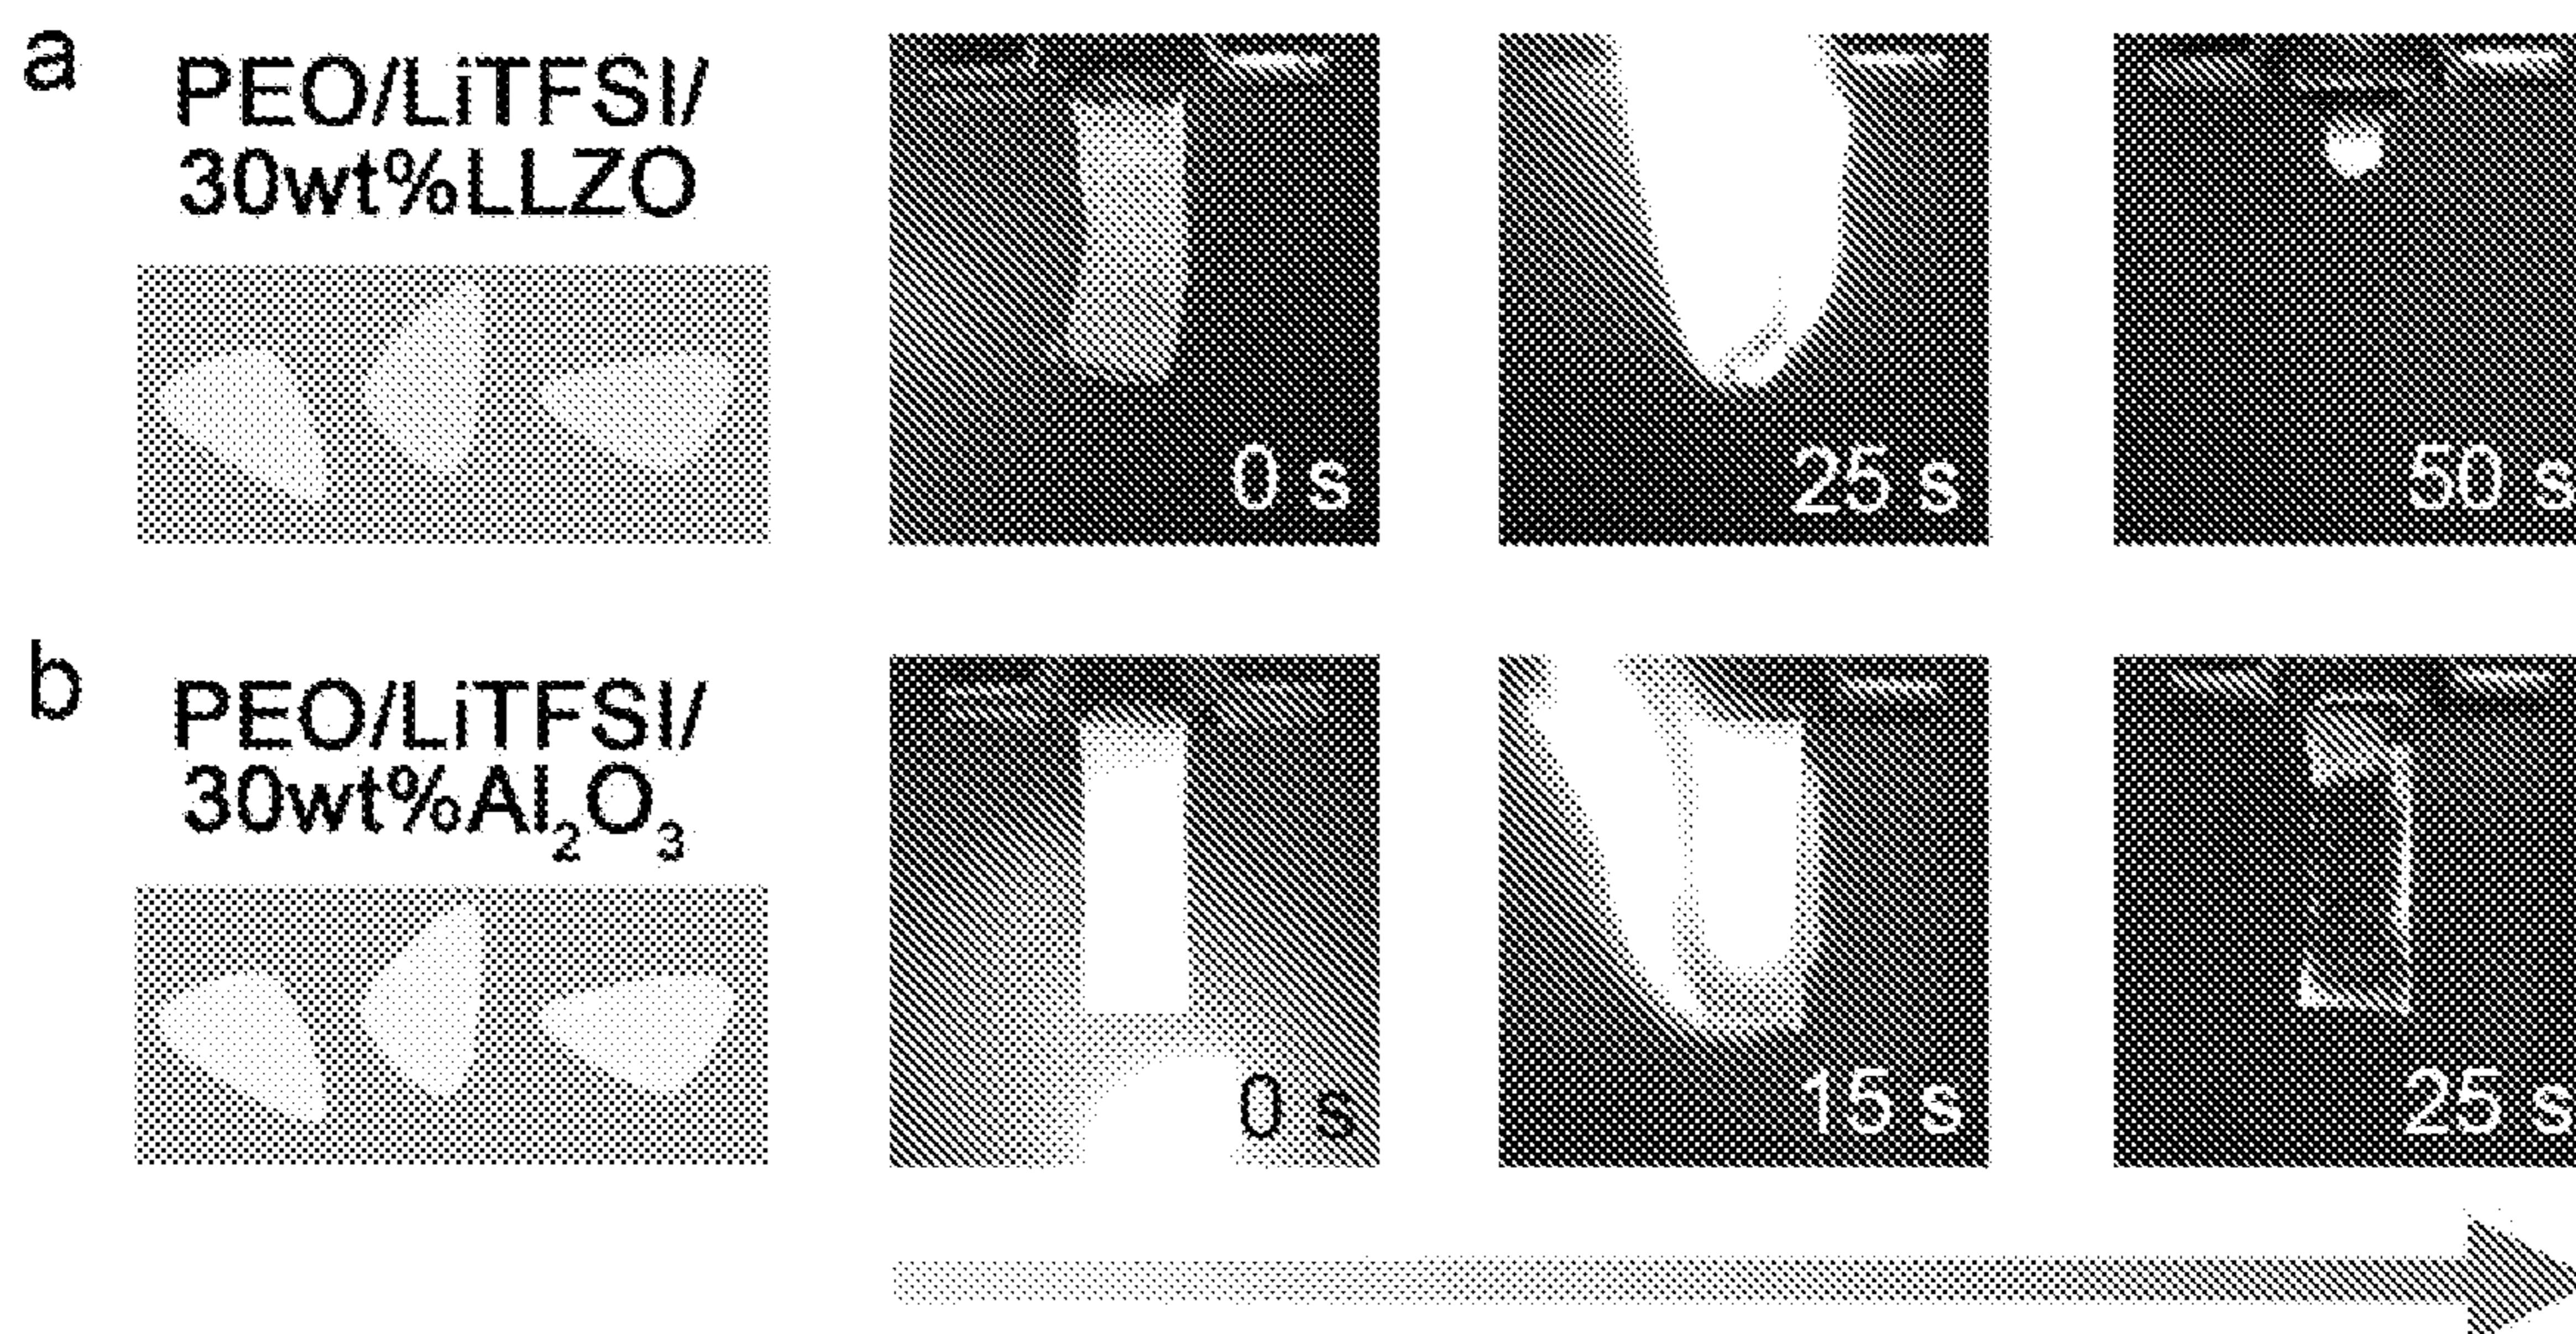 a
PEO/LiTFSI/
30wt%LLZO
0 s
25 s
50 s
b
PEO/LiTFSI/
30wt%Al₂O₃
0 s
15 s
25 s